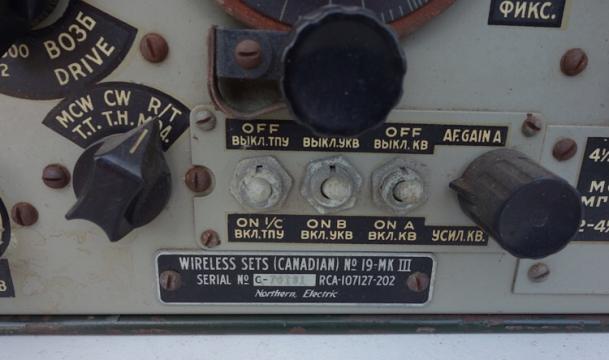 ФИКС.
ВОЗБ
DRIVE
MCW CW R/T
T.T. T.H.
OFF OFF AF.GAIN A
ВЫКЛ.ТПУ ВЫКЛ.УКВ ВЫКЛ.КВ
ON I/C ON B ON A
ВКЛ.ТПУ ВКЛ.УКВ ВКЛ.КВ УСИЛ.КВ.
WIRELESS SETS (CANADIAN) Nº 19-MK III
SERIAL Nº RCA-107127-202
Northern Electric